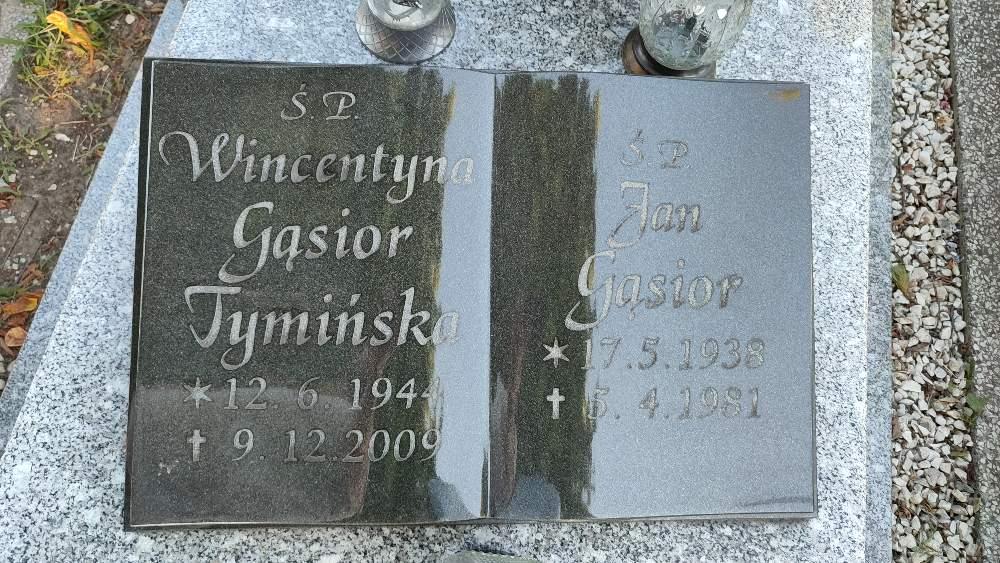 Ś.P.
Wincentyna
Gąsior
Tymińska
* 12. 6. 1944
† 9. 12. 2009
Ś.P.
Jan
Gąsior
* 17. 5. 1938
† 5. 4. 1981